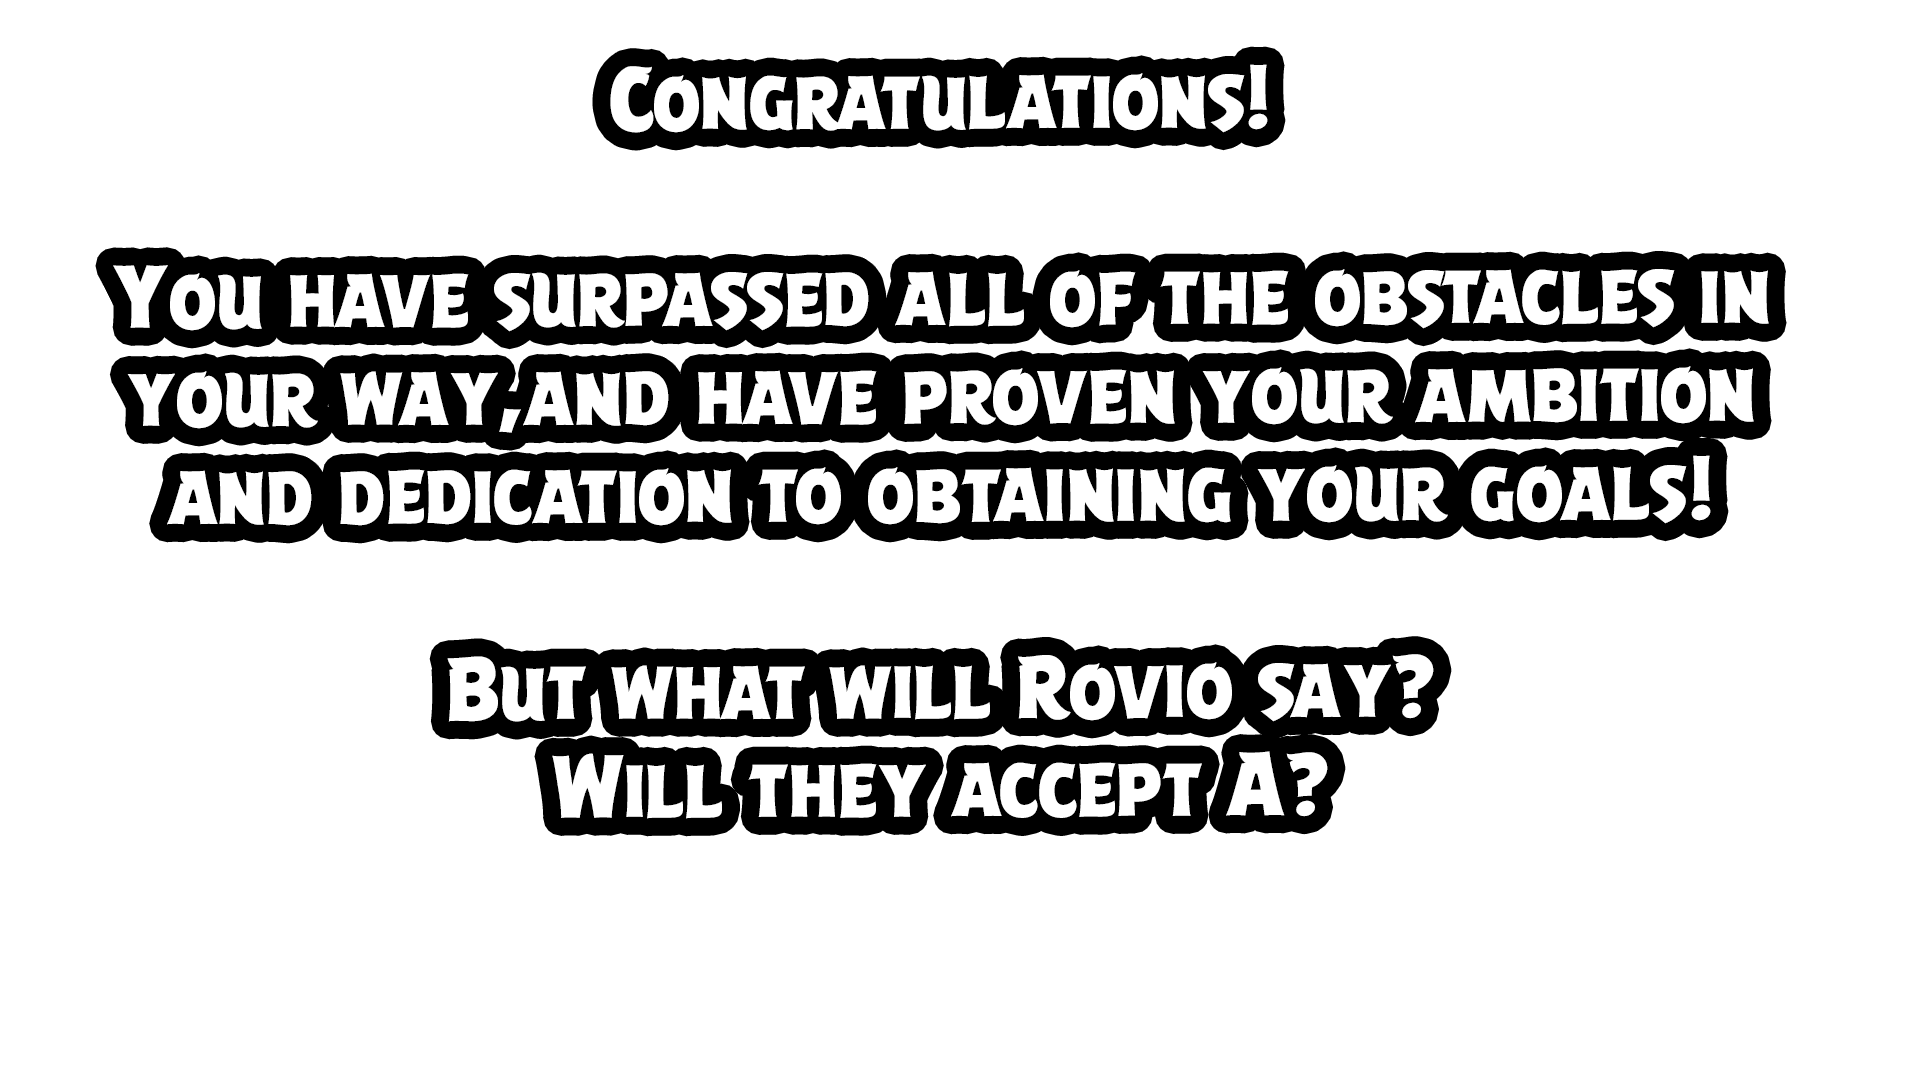 Congratulations!
You have surpassed all of the obstacles in
your way,and have proven your ambition
and dedication to obtaining your goals!
But what will Rovio say?
Will they accept A?